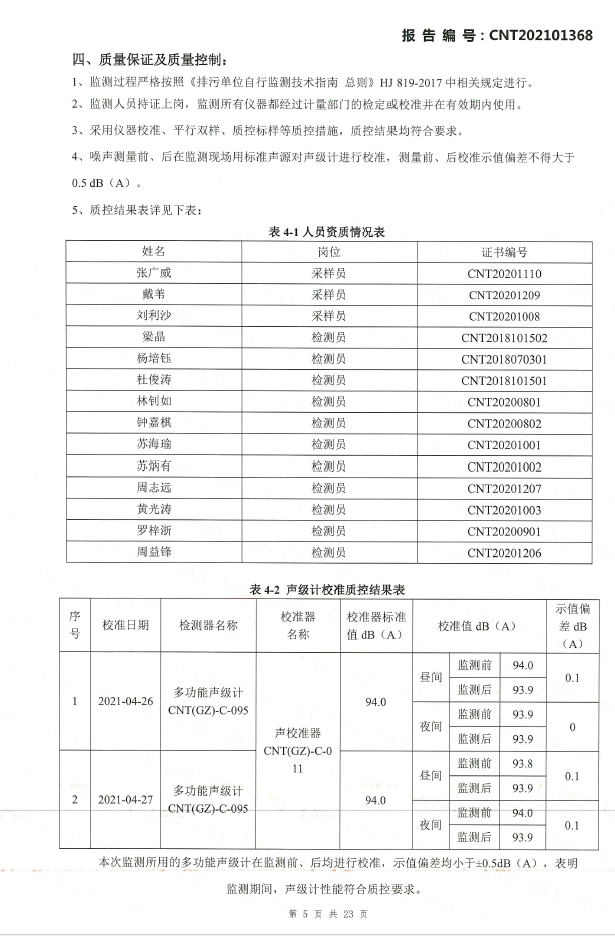 报 告 编 号：CNT202101368
四、质量保证及质量控制：
1、监测过程严格按照《排污单位自行监测技术指南 总则》HJ 819-2017 中相关规定进行。
2、监测人员持证上岗，监测所有仪器都经过计量部门的检定或校准并在有效期内使用。
3、采用仪器校准、平行双样、质控标样等质控措施，质控结果均符合要求。
4、噪声测量前、后在监测现场用标准声源对声级计进行校准，测量前、后校准示值偏差不得大于
0.5 dB（A）。
5、质控结果表详见下表：
表 4-1 人员资质情况表
姓名 岗位 证书编号
张广威 采样员 CNT20201110
戴苇 采样员 CNT20201209
刘利沙 采样员 CNT20201008
梁晶 检测员 CNT2018101502
杨培钰 检测员 CNT2018070301
杜俊涛 检测员 CNT2018101501
林钊如 检测员 CNT20200801
钟嘉棋 检测员 CNT20200802
苏海瑜 检测员 CNT20201001
苏炳有 检测员 CNT20201002
周志远 检测员 CNT20201207
黄光涛 检测员 CNT20201003
罗梓浙 检测员 CNT20200901
周益锋 检测员 CNT20201206
表 4-2 声级计校准质控结果表
序号 校准日期 检测器名称 校准器名称 校准器标准值 dB（A） 校准值 dB（A） 示值偏差 dB（A）
1 2021-04-26 多功能声级计 CNT(GZ)-C-095 声校准器 CNT(GZ)-C-011 94.0 昼间 监测前 94.0 0.1
监测后 93.9
夜间 监测前 93.9 0
监测后 93.9
2 2021-04-27 多功能声级计 CNT(GZ)-C-095 94.0 昼间 监测前 93.8 0.1
监测后 93.9
夜间 监测前 94.0 0.1
监测后 93.9
本次监测所用的多功能声级计在监测前、后均进行校准，示值偏差均小于±0.5dB（A），表明
监测期间，声级计性能符合质控要求。
第 5 页 共 23 页